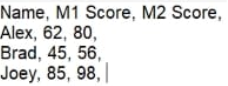 Name, M1 Score, M2 Score,
Alex, 62, 80,
Brad, 45, 56,
Joey, 85, 98,